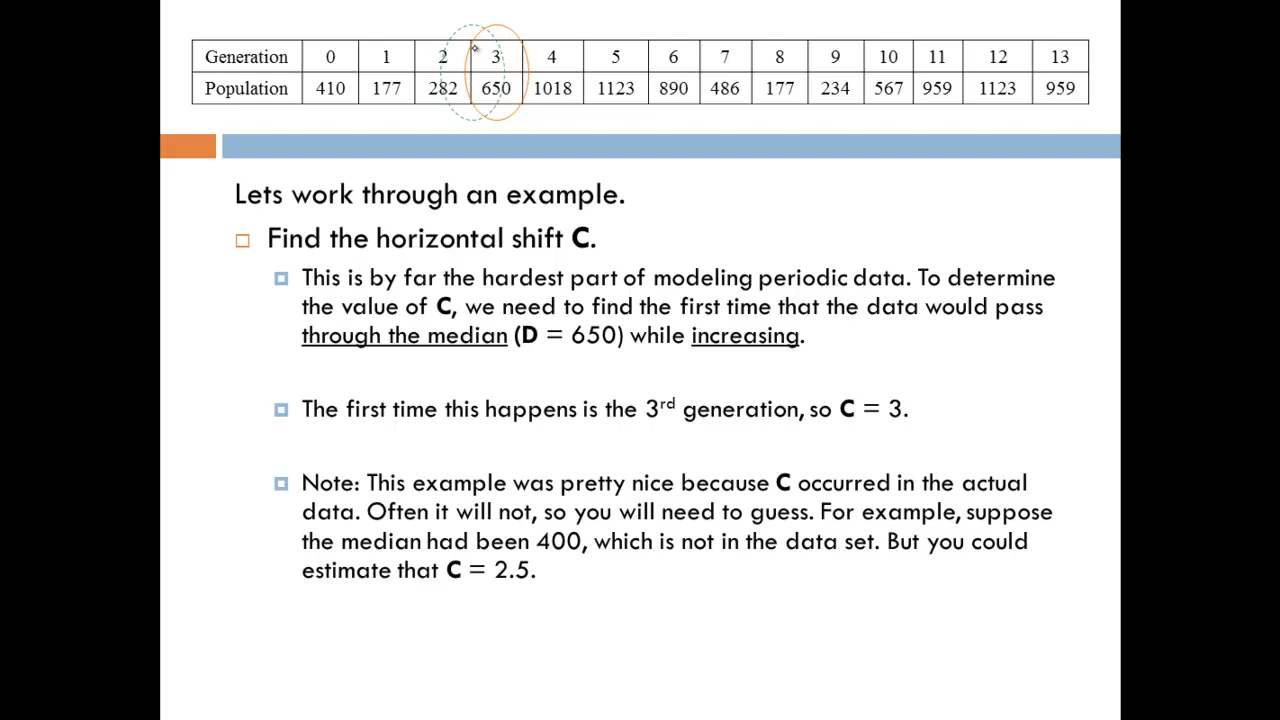 Generation 0 1 2 3 4 5 6 7 8 9 10 11 12 13
Population 410 177 282 650 1018 1123 890 486 177 234 567 959 1123 959
Lets work through an example.
Find the horizontal shift C.
This is by far the hardest part of modeling periodic data. To determine
the value of C, we need to find the first time that the data would pass
through the median (D = 650) while increasing.
The first time this happens is the 3rd generation, so C = 3.
Note: This example was pretty nice because C occurred in the actual
data. Often it will not, so you will need to guess. For example, suppose
the median had been 400, which is not in the data set. But you could
estimate that C = 2.5.